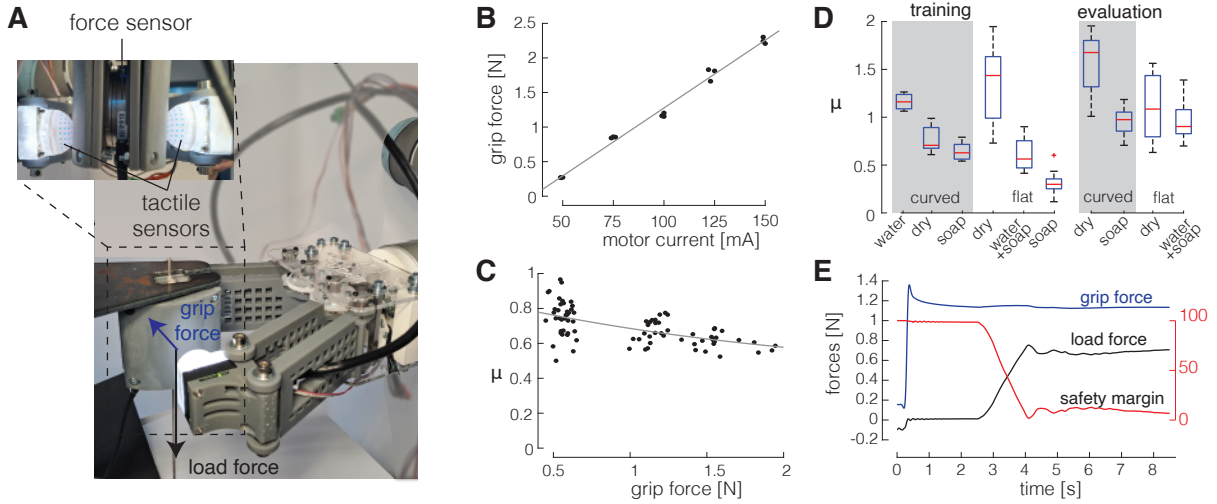 A
force sensor
tactile
sensors
grip
force
load force
B
grip force [N]
2.5
2
1.5
1
0.5
0
50
75
100
125
150
motor current [mA]
C
μ
1
0.8
0.6
0.4
0.2
0
0.5
1
1.5
2
grip force [N]
D
training
evaluation
μ
2
1.5
1
0.5
0
curved
flat
curved
flat
water
dry
soap
dry
water
+soap
soap
dry
soap
dry
water
+soap
E
forces [N]
1.4
1.2
1
0.8
0.6
0.4
0.2
0
-0.2
grip force
load force
safety margin
100
50
0
0
1
2
3
4
5
6
7
8
time [s]